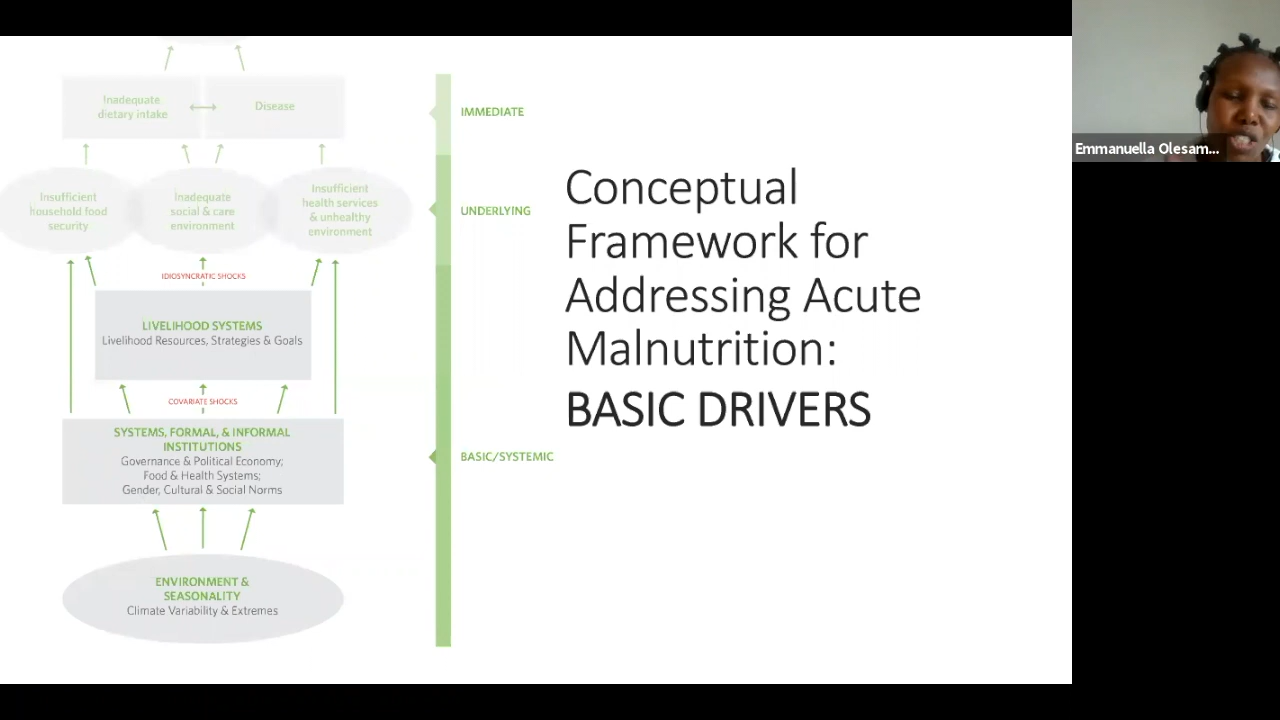 Inadequate
dietary intake
Disease
Insufficient
household food
security
Inadequate
social & care
environment
Insufficient
health services
& unhealthy
environment
IDIOSYNCRATIC SHOCKS
LIVELIHOOD SYSTEMS
Livelihood Resources, Strategies & Goals
COVARIATE SHOCKS
SYSTEMS, FORMAL, & INFORMAL
INSTITUTIONS
Governance & Political Economy;
Food & Health Systems;
Gender, Cultural & Social Norms
ENVIRONMENT &
SEASONALITY
Climate Variability & Extremes
IMMEDIATE
UNDERLYING
BASIC/SYSTEMIC
Conceptual
Framework for
Addressing Acute
Malnutrition:
BASIC DRIVERS
Emmanuella Olesam...